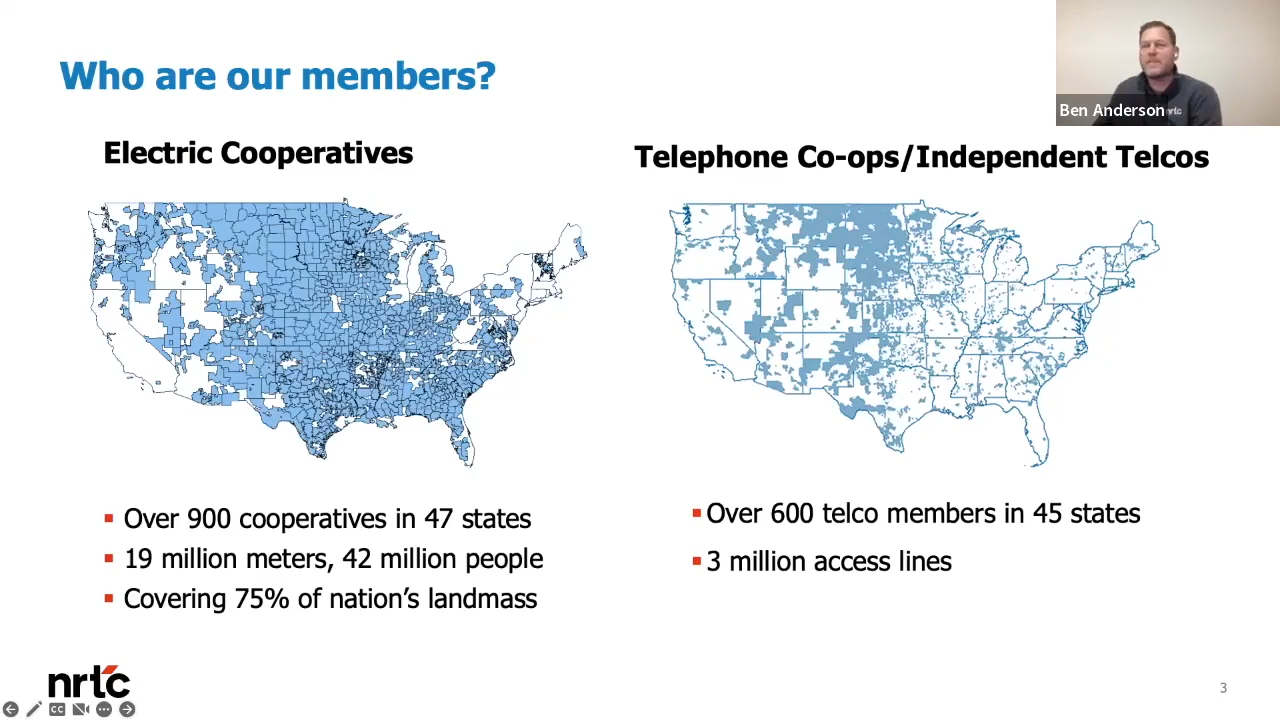 Who are our members?
Ben Anderson
nrtc
Electric Cooperatives
Telephone Co-ops/Independent Telcos
▪ Over 900 cooperatives in 47 states
▪ 19 million meters, 42 million people
▪ Covering 75% of nation’s landmass
▪ Over 600 telco members in 45 states
▪ 3 million access lines
nrtc
CC
3